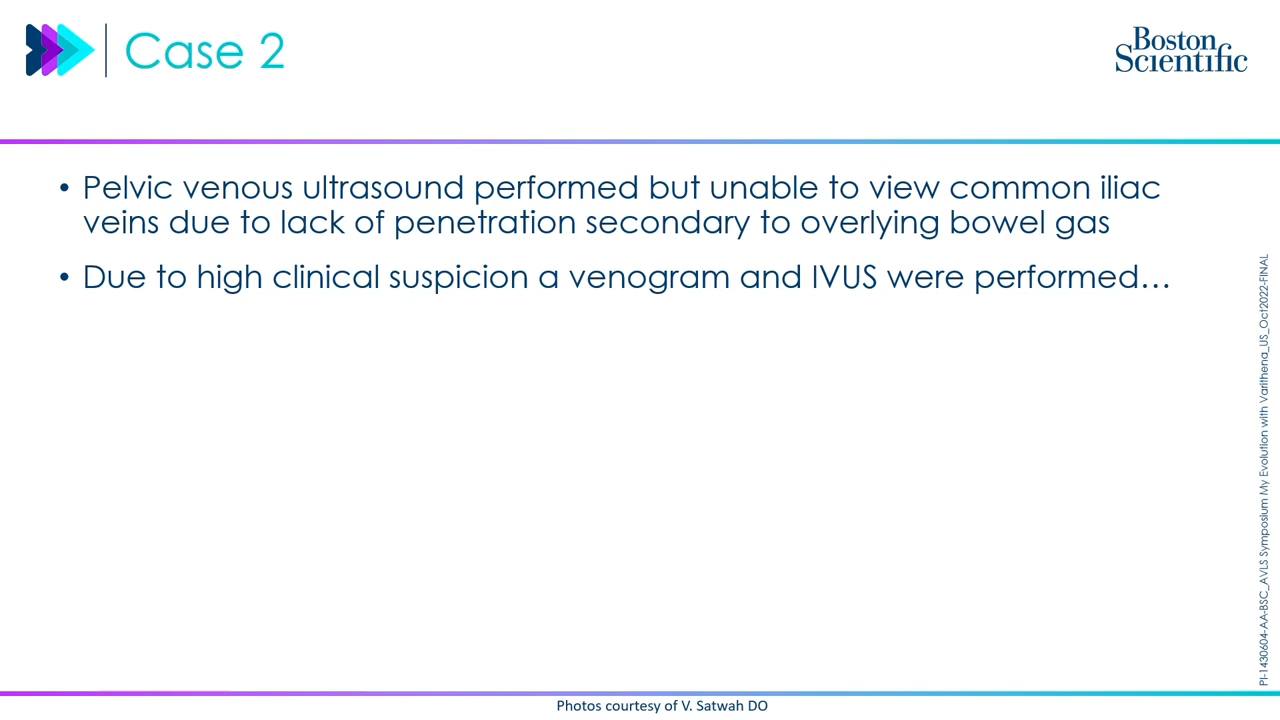 Case 2
Boston
Scientific
• Pelvic venous ultrasound performed but unable to view common iliac
veins due to lack of penetration secondary to overlying bowel gas
• Due to high clinical suspicion a venogram and IVUS were performed…
PI-1430604-AA-BSC_AVLS Symposium My Evolution with Varithena_US_Oct2022-FINAL
Photos courtesy of V. Satwah DO